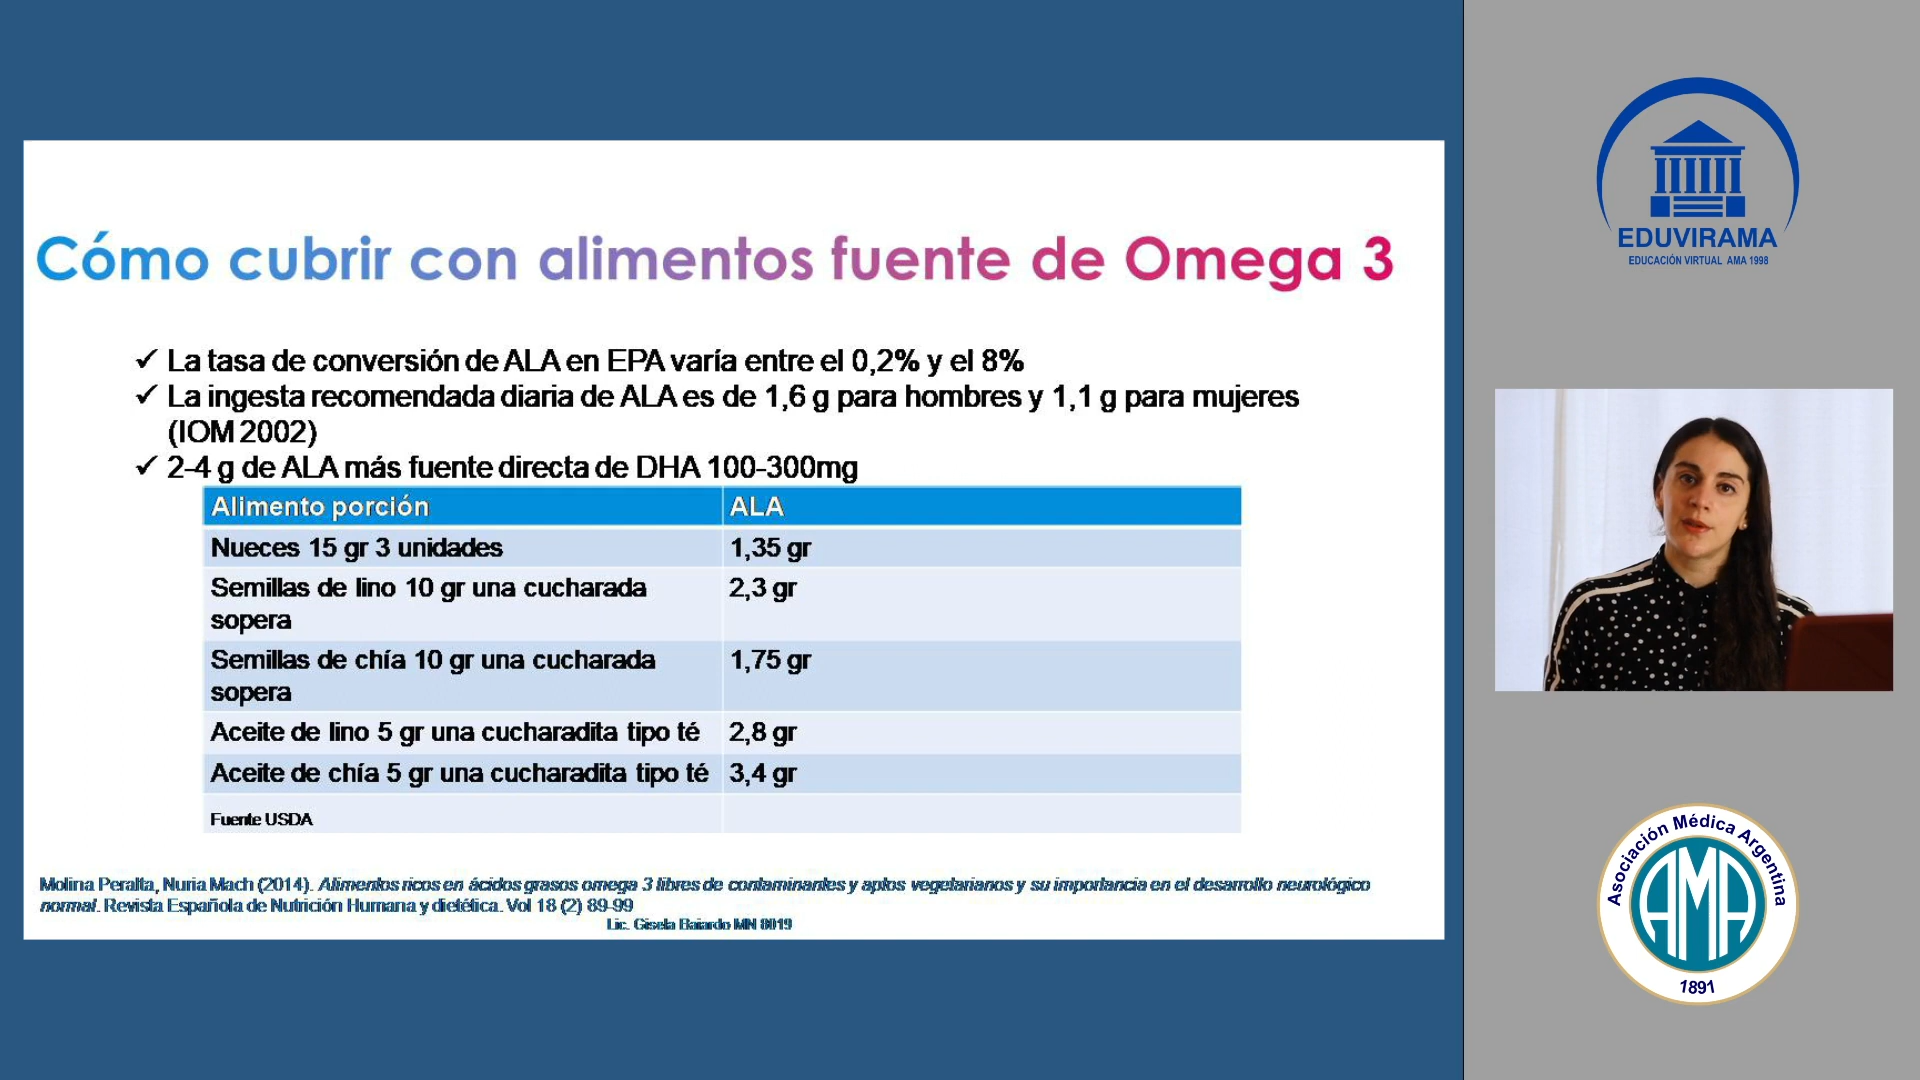 Cómo cubrir con alimentos fuente de Omega 3
✓ La tasa de conversión de ALA en EPA varía entre el 0,2% y el 8%
✓ La ingesta recomendada diaria de ALA es de 1,6 g para hombres y 1,1 g para mujeres
(IOM 2002)
✓ 2-4 g de ALA más fuente directa de DHA 100-300mg
Alimento porción ALA
Nueces 15 gr 3 unidades 1,35 gr
Semillas de lino 10 gr una cucharada 2,3 gr
sopera
Semillas de chía 10 gr una cucharada 1,75 gr
sopera
Aceite de lino 5 gr una cucharadita tipo té 2,8 gr
Aceite de chía 5 gr una cucharadita tipo té 3,4 gr
Fuente USDA
Molina Peralta, Nuria Mach (2014). Alimentos ricos en ácidos grasos omega 3 libres de contaminantes y aptos vegetarianos y su importancia en el desarrollo neurológico
normal. Revista Española de Nutrición Humana y dietética. Vol 18 (2) 89-99
Lic. Gisela Baiardo MN 8019
EDUVIRAMA
EDUCACIÓN VIRTUAL AMA 1998
Asociación Médica Argentina
AMA
1891